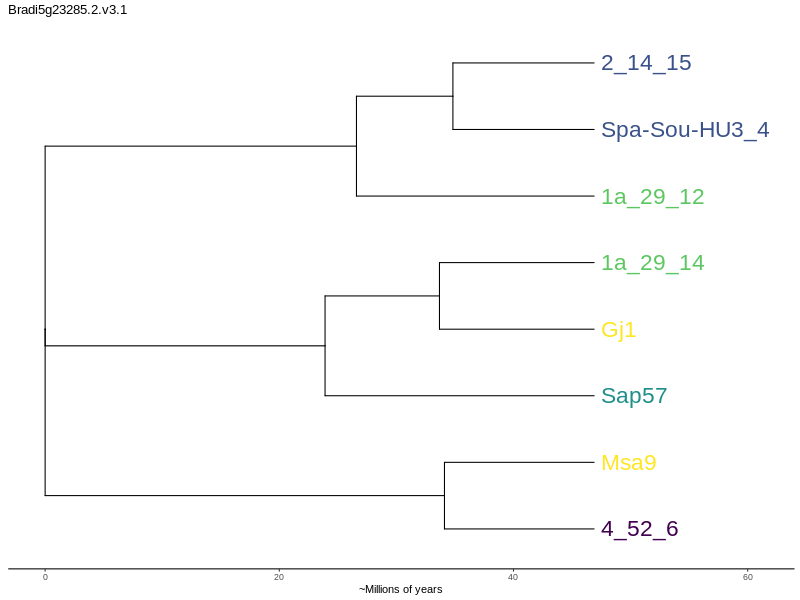 Bradi5g23285.2.v3.1
2_14_15
Spa-Sou-HU3_4
1a_29_12
1a_29_14
Gj1
Sap57
Msa9
4_52_6
0 20 40 60
~Millions of years